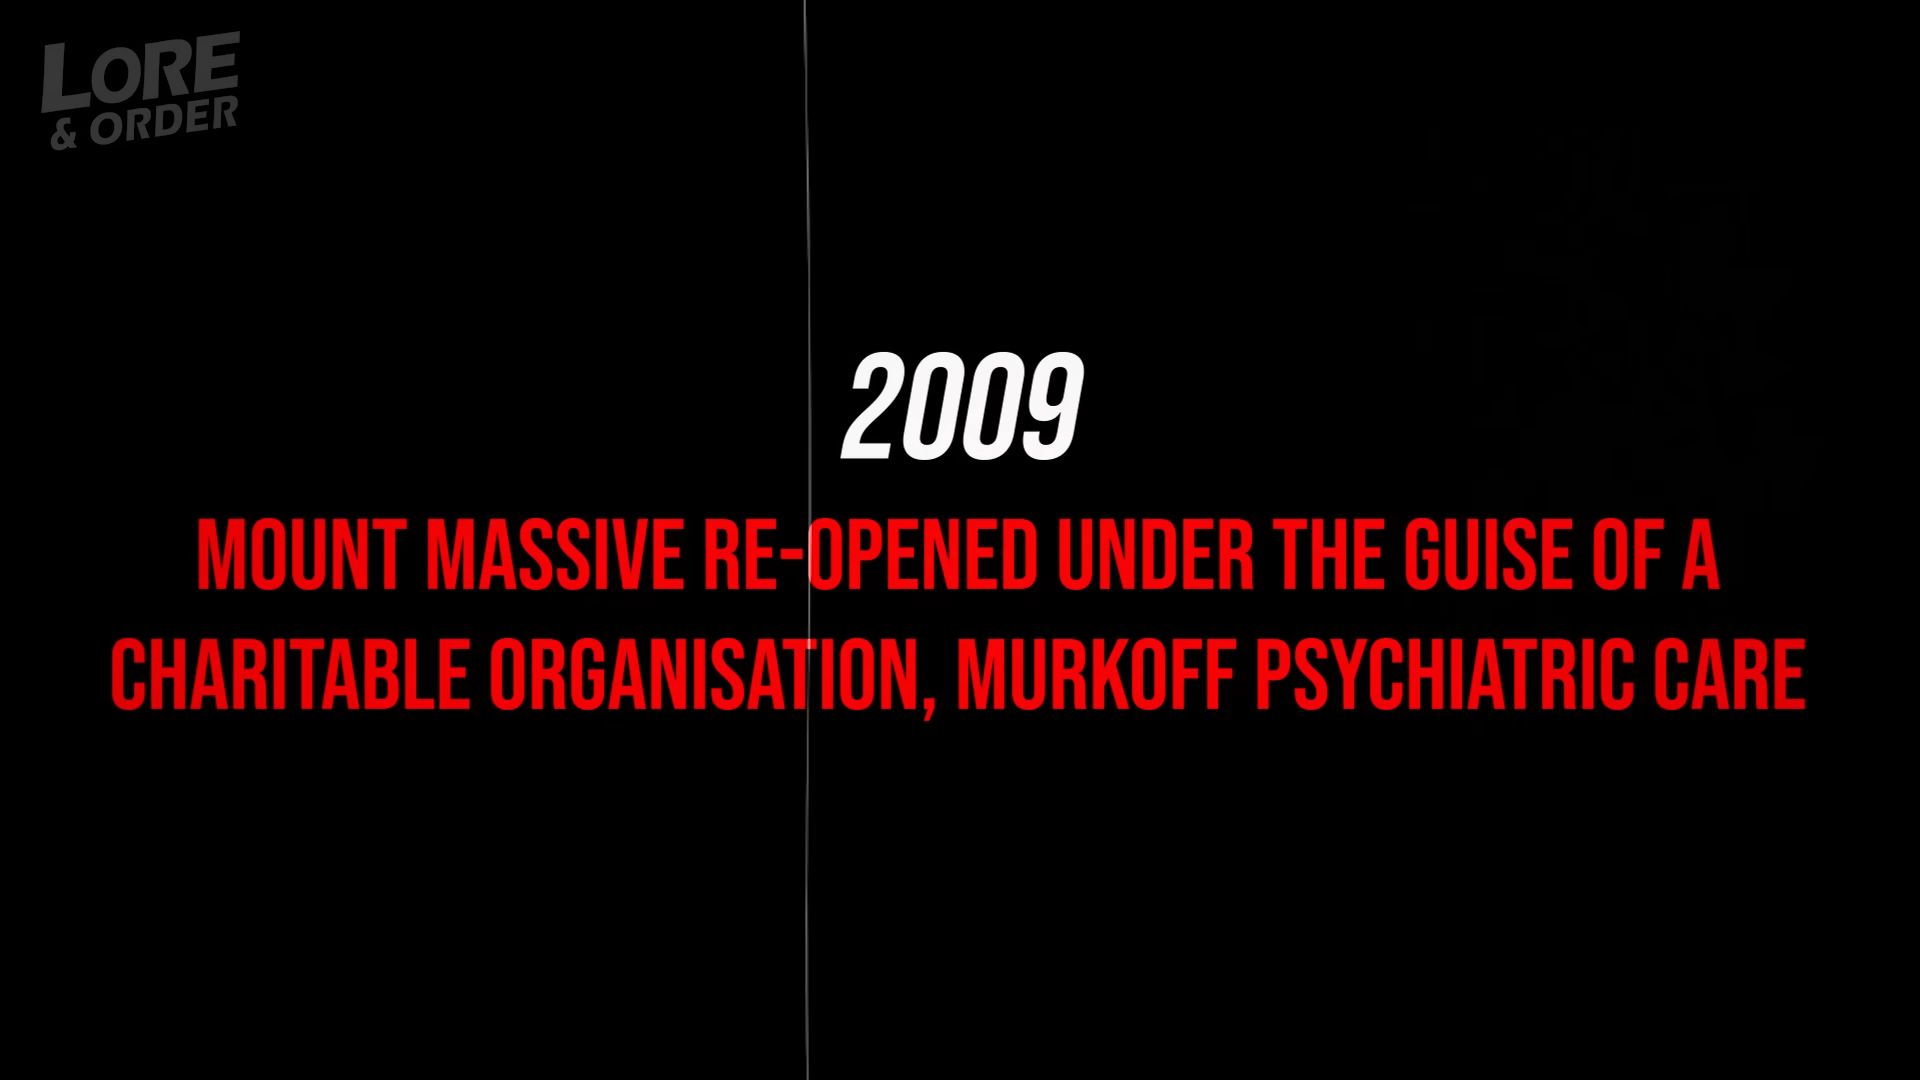 LORE
& ORDER
2009
MOUNT MASSIVE RE-OPENED UNDER THE GUISE OF A
CHARITABLE ORGANISATION, MURKOFF PSYCHIATRIC CARE